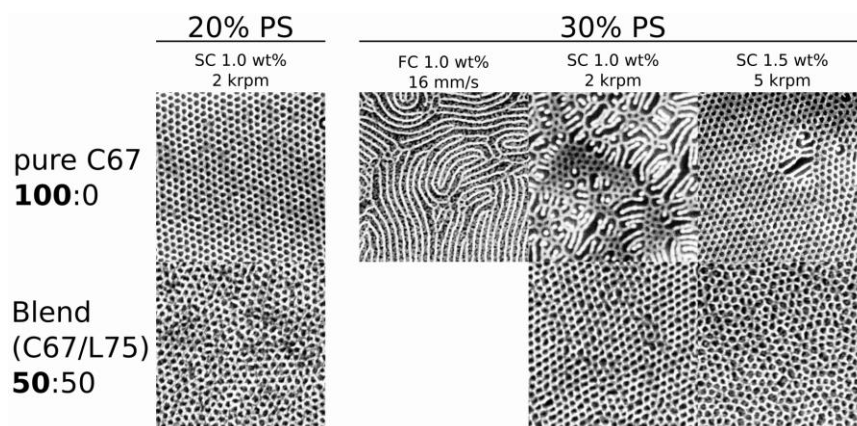 20% PS
30% PS
SC 1.0 wt%
2 krpm
FC 1.0 wt%
16 mm/s
SC 1.0 wt%
2 krpm
SC 1.5 wt%
5 krpm
pure C67
100:0
Blend
(C67/L75)
50:50